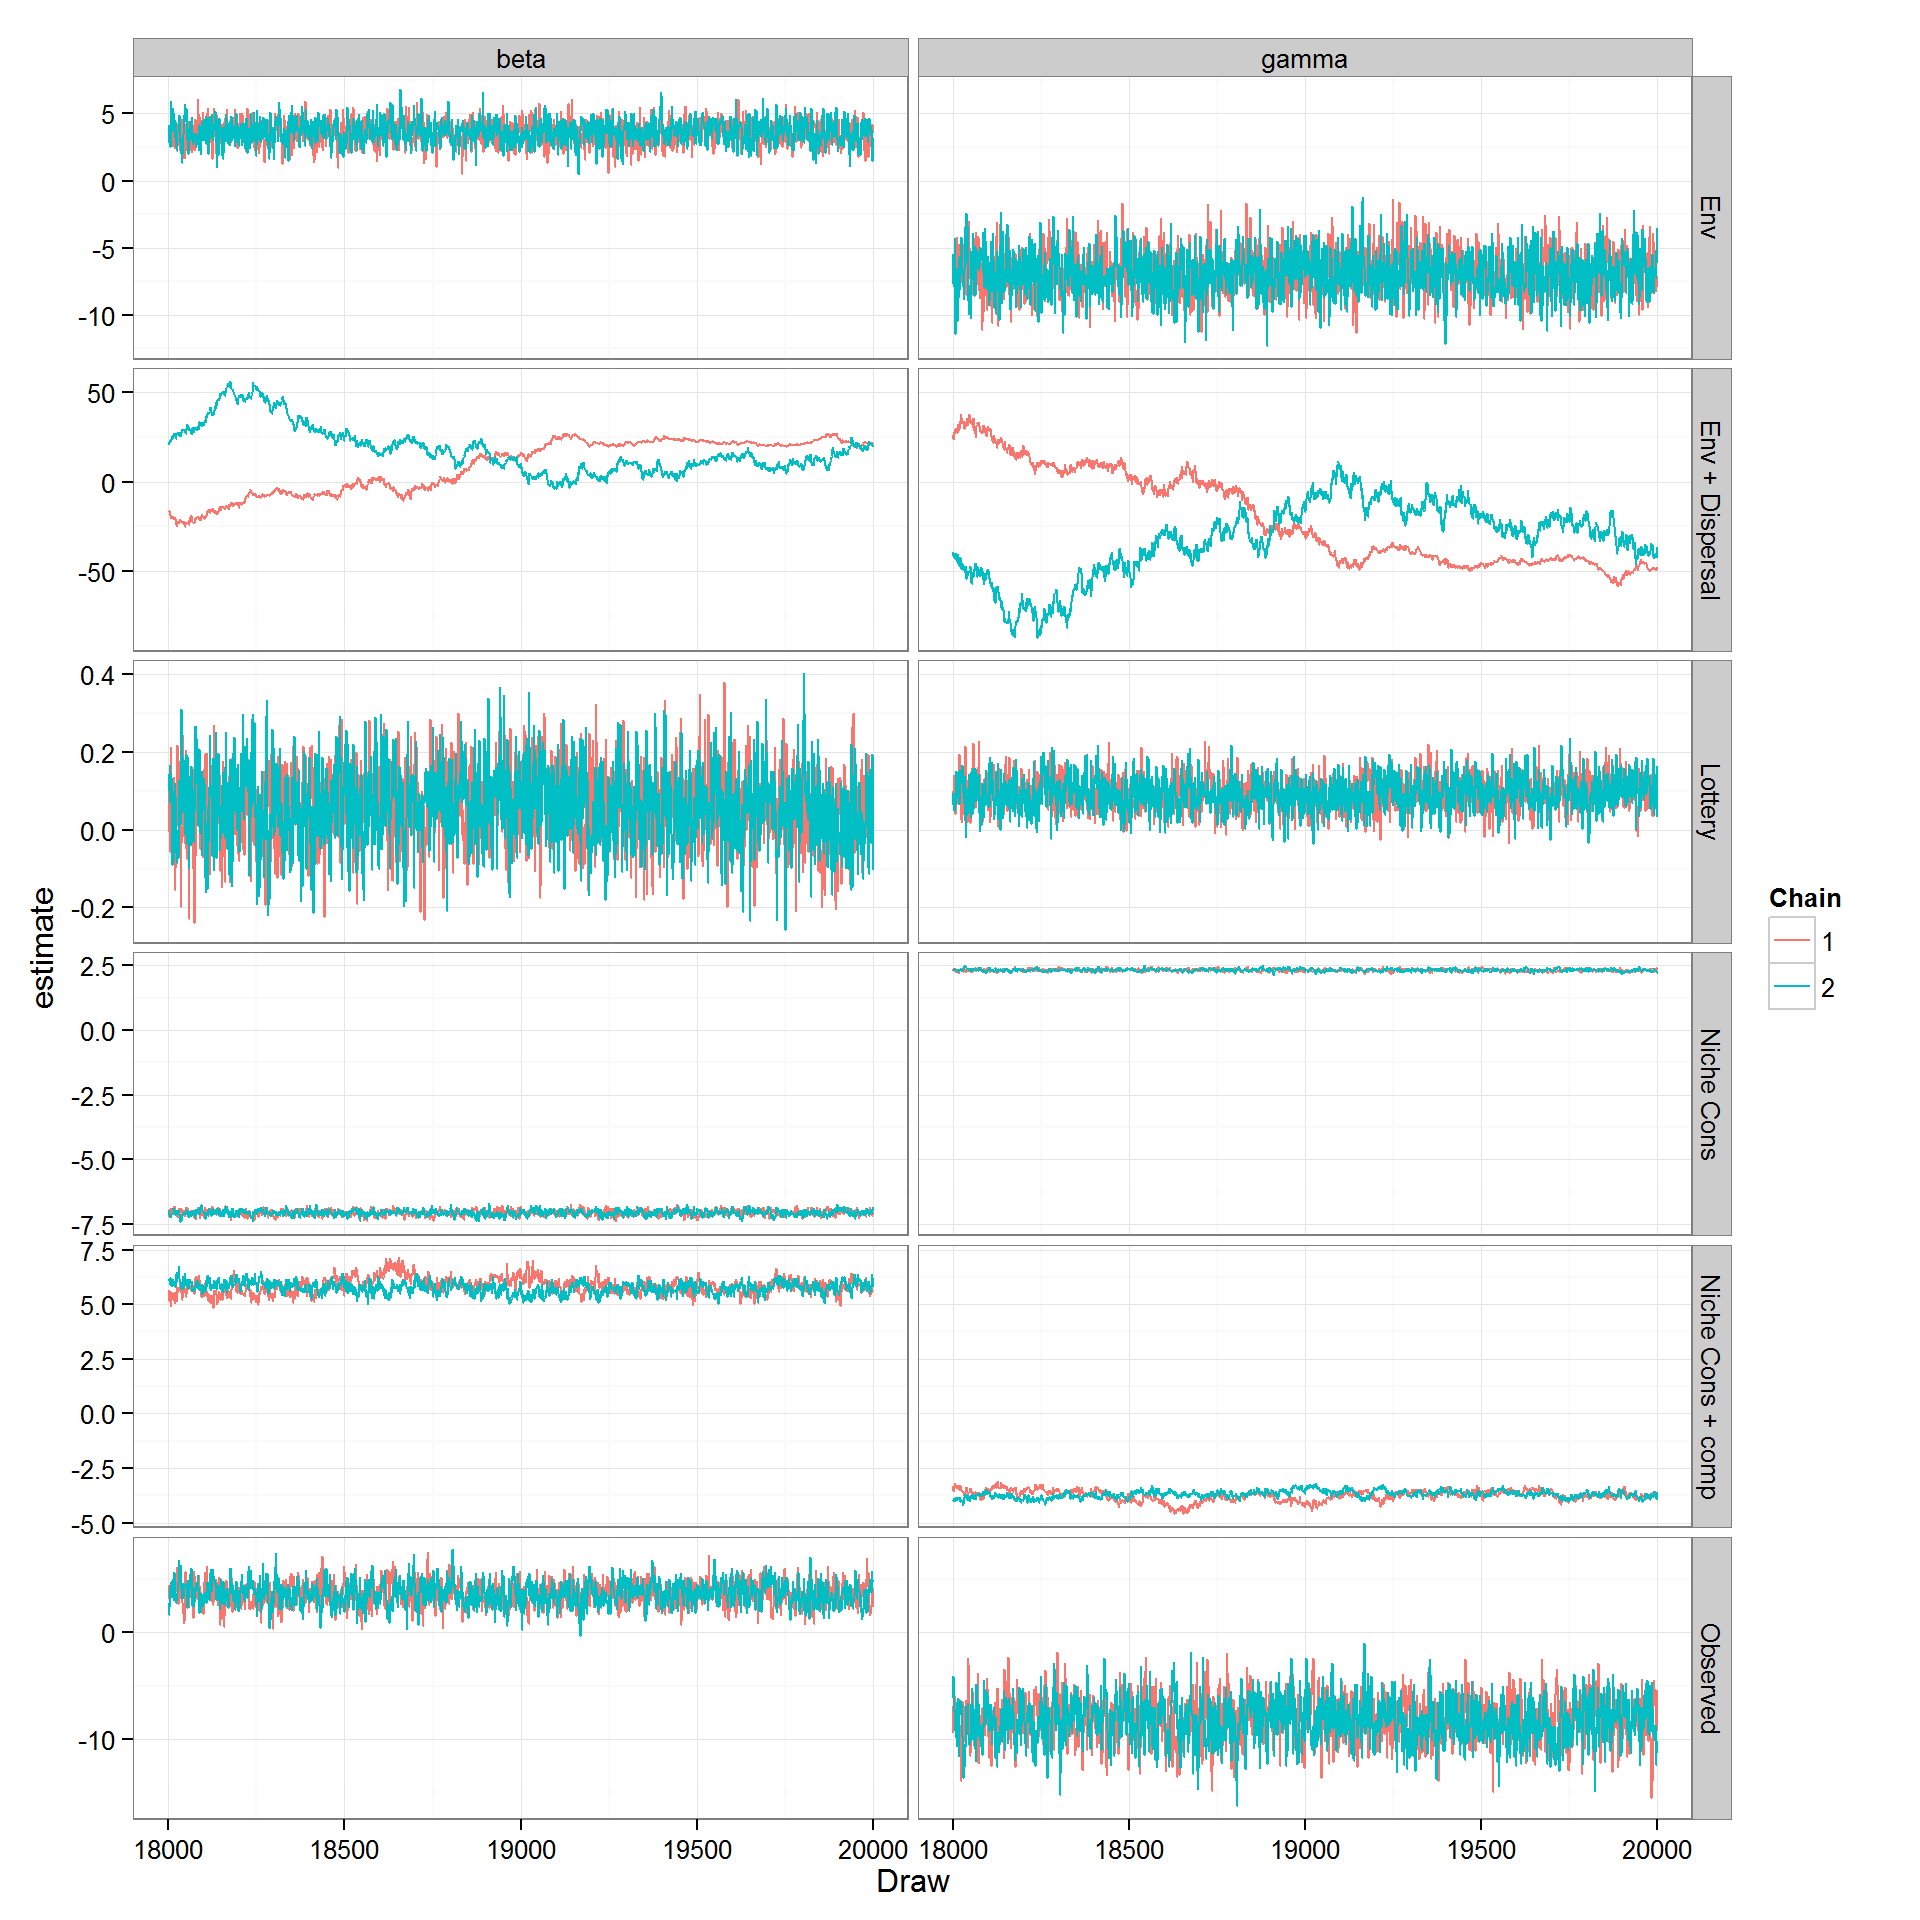 beta
gamma
5
0
-5
-10
Env
50
0
-50
Env + Dispersal
0.4
0.2
0.0
-0.2
Lottery
2.5
0.0
-2.5
-5.0
-7.5
Niche Cons
7.5
5.0
2.5
0.0
-2.5
-5.0
Niche Cons + comp
0
-10
Observed
estimate
18000 18500 19000 19500 20000 18000 18500 19000 19500 20000
Draw
Chain
1
2